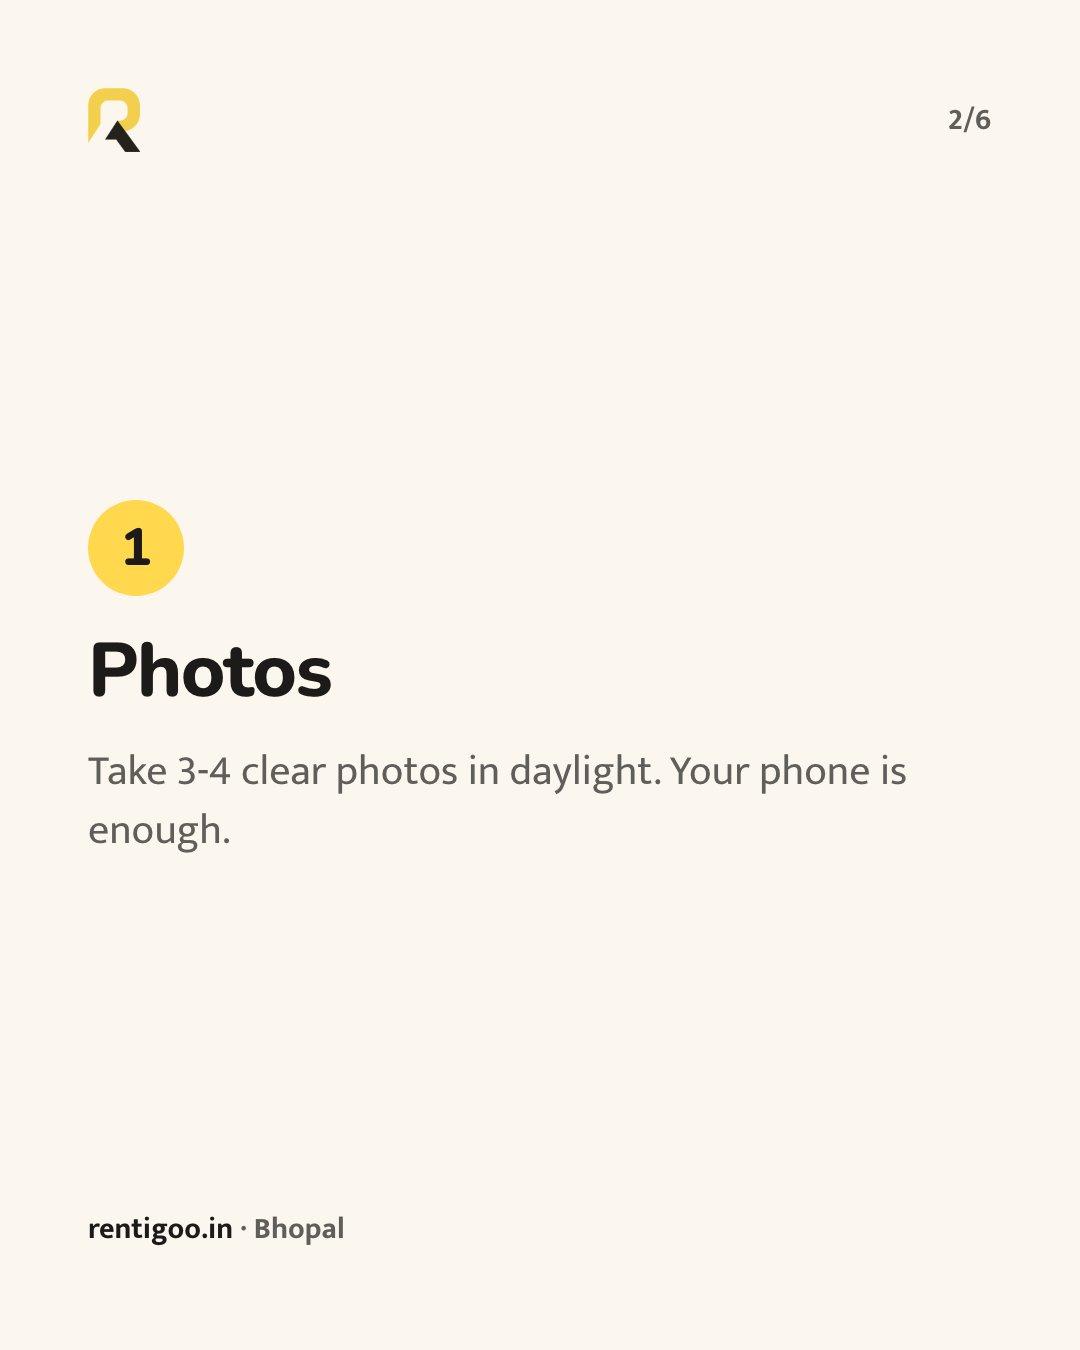 2/6
1
Photos
Take 3-4 clear photos in daylight. Your phone is
enough.
rentigoo.in · Bhopal